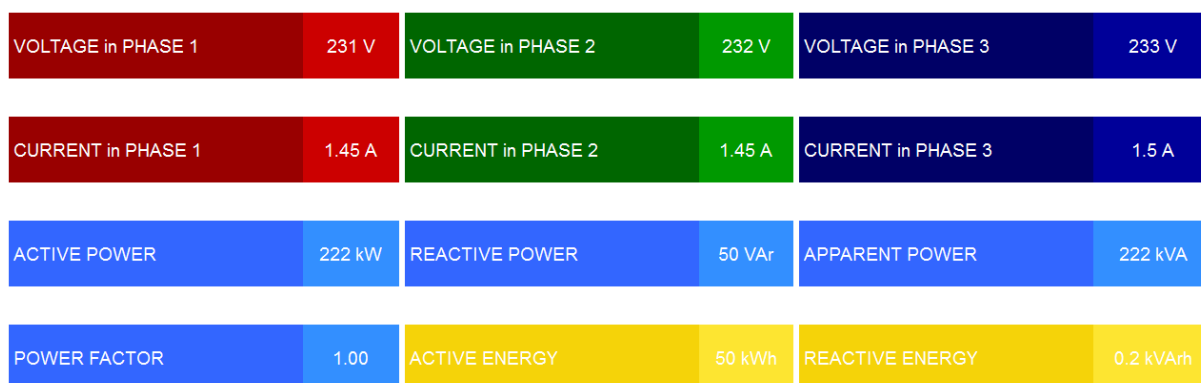 VOLTAGE in PHASE 1 231 V VOLTAGE in PHASE 2 232 V VOLTAGE in PHASE 3 233 V
CURRENT in PHASE 1 1.45 A CURRENT in PHASE 2 1.45 A CURRENT in PHASE 3 1.5 A
ACTIVE POWER 222 kW REACTIVE POWER 50 VAr APPARENT POWER 222 kVA
POWER FACTOR 1.00 ACTIVE ENERGY 50 kWh REACTIVE ENERGY 0.2 kVArh